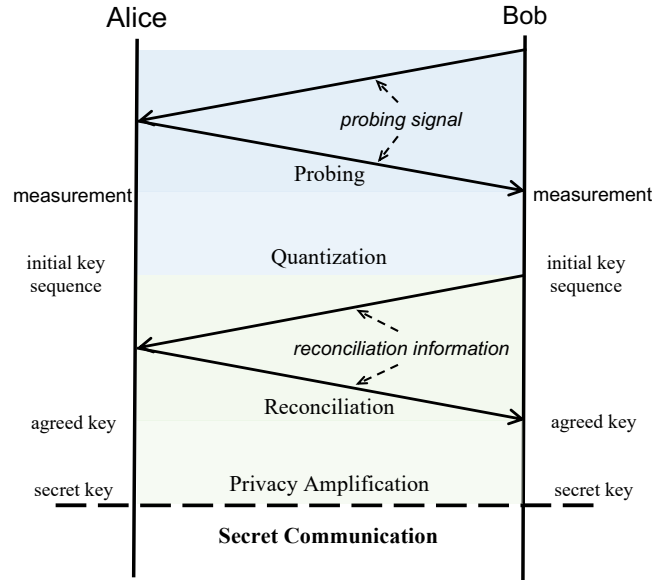 Alice
Bob
probing signal
Probing
measurement
measurement
Quantization
initial key
sequence
initial key
sequence
reconciliation information
Reconciliation
agreed key
agreed key
Privacy Amplification
secret key
secret key
Secret Communication